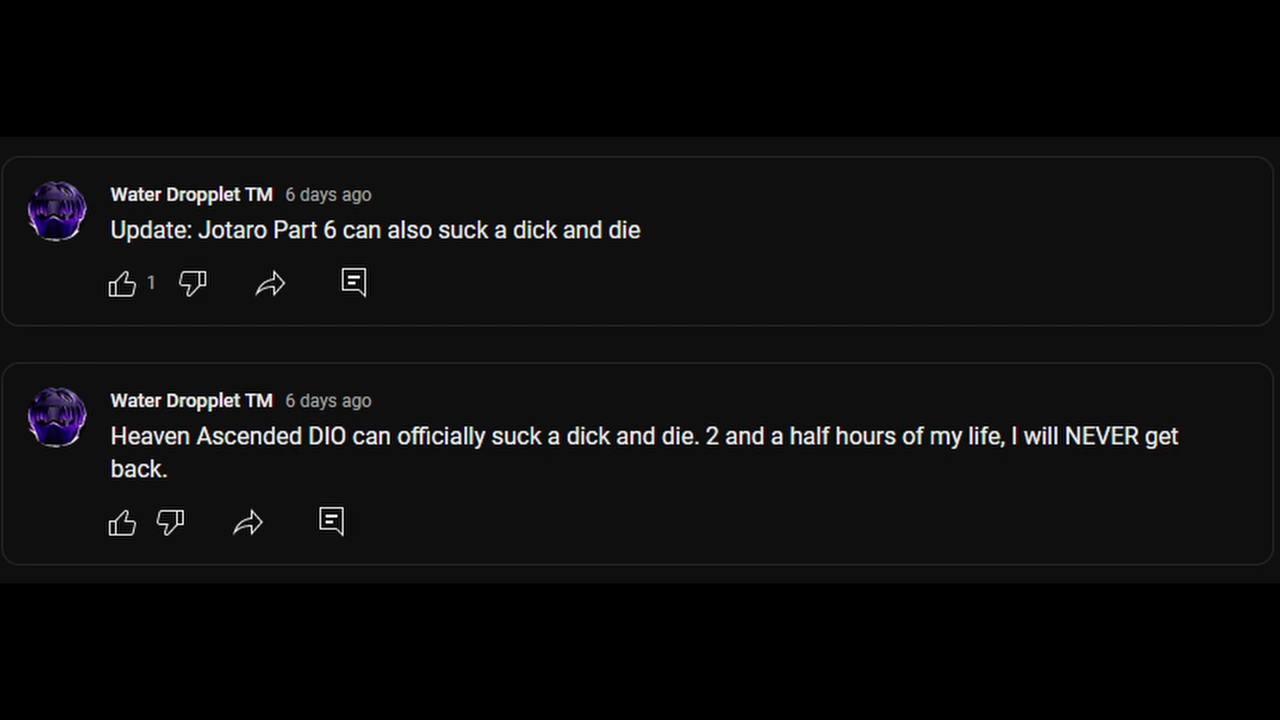 Water Dropplet TM 6 days ago
Update: Jotaro Part 6 can also suck a dick and die
1
Water Dropplet TM 6 days ago
Heaven Ascended DIO can officially suck a dick and die. 2 and a half hours of my life, I will NEVER get
back.